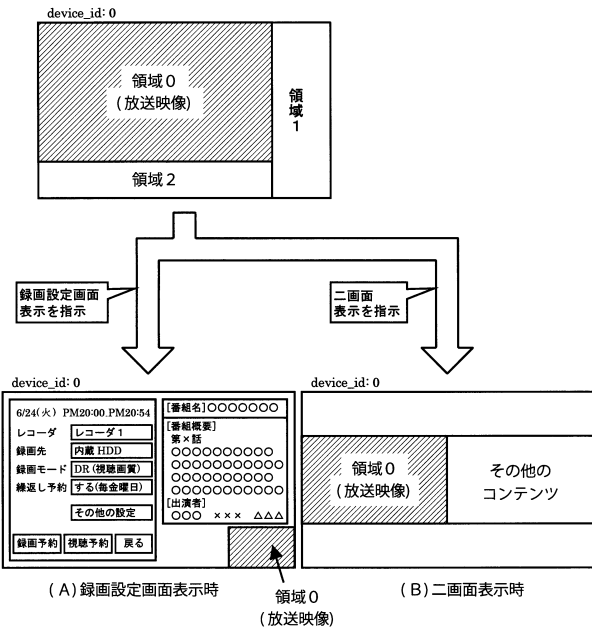 device_id: 0
領域０
(放送映像)
領域１
領域２
録画設定画面
表示を指示
二画面
表示を指示
device_id: 0
6/24(火) PM20:00_PM20:54
レコーダ
レコーダ１
録画先
内蔵 HDD
録画モード
DR (視聴画質)
繰返し予約
する(毎金曜日)
その他の設定
録画予約
視聴予約
戻る
[番組名]○○○○○○○
[番組概要]
第×話
○○○○○○○○○
○○○○○○○○○○
○○○○○○○○○
○○○○○○○○○○
[出演者]
○○○ ××× △△△
領域０
(放送映像)
(Ａ)録画設定画面表示時
device_id: 0
領域０
(放送映像)
その他の
コンテンツ
(Ｂ)二画面表示時